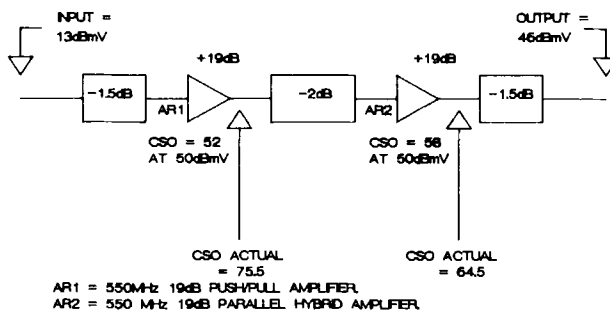 INPUT =
13dBmV
OUTPUT =
46dBmV
+19dB
+19dB
-1.5dB
AR1
-2dB
AR2
-1.5dB
CSO = 52
AT 50dBmV
CSO = 58
AT 50dBmV
CSO ACTUAL
= 75.5
CSO ACTUAL
= 64.5
AR1 = 550MHz 19dB PUSH/PULL AMPLIFIER.
AR2 = 550 MHz 19dB PARALLEL HYBRID AMPLIFIER.